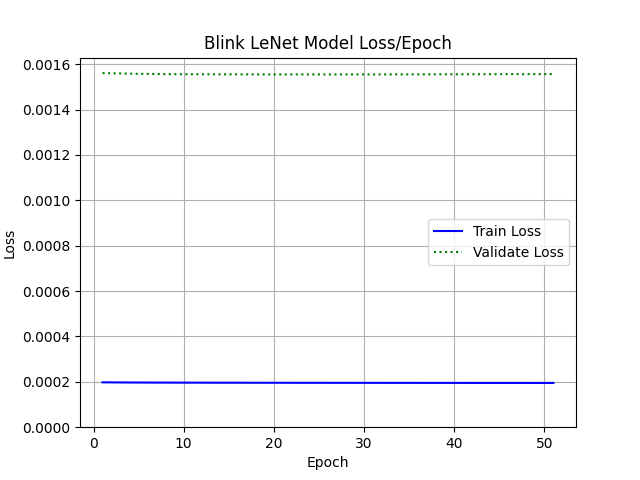 Blink LeNet Model Loss/Epoch
0.0016
0.0014
0.0012
0.0010
0.0008
0.0006
0.0004
0.0002
0.0000
Loss
Train Loss
Validate Loss
0 10 20 30 40 50
Epoch